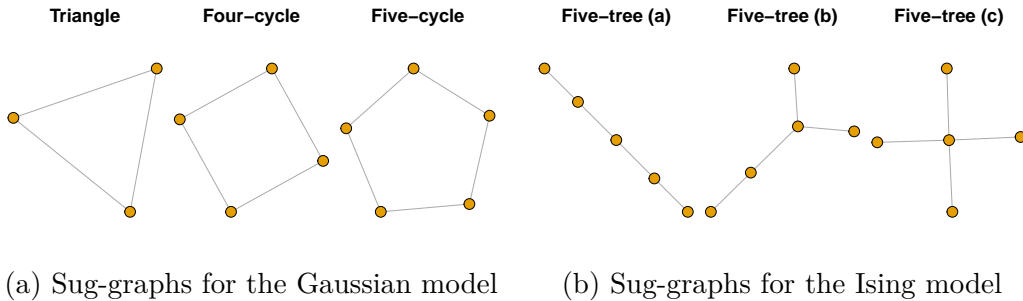 Triangle Four−cycle Five−cycle Five−tree (a) Five−tree (b) Five−tree (c)
(a) Sug-graphs for the Gaussian model (b) Sug-graphs for the Ising model